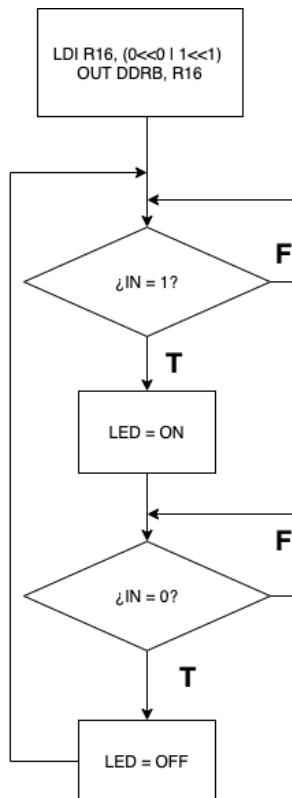 LDI R16, (0<<0 | 1<<1)
OUT DDRB, R16
F
¿IN = 1?
T
LED = ON
F
¿IN = 0?
T
LED = OFF